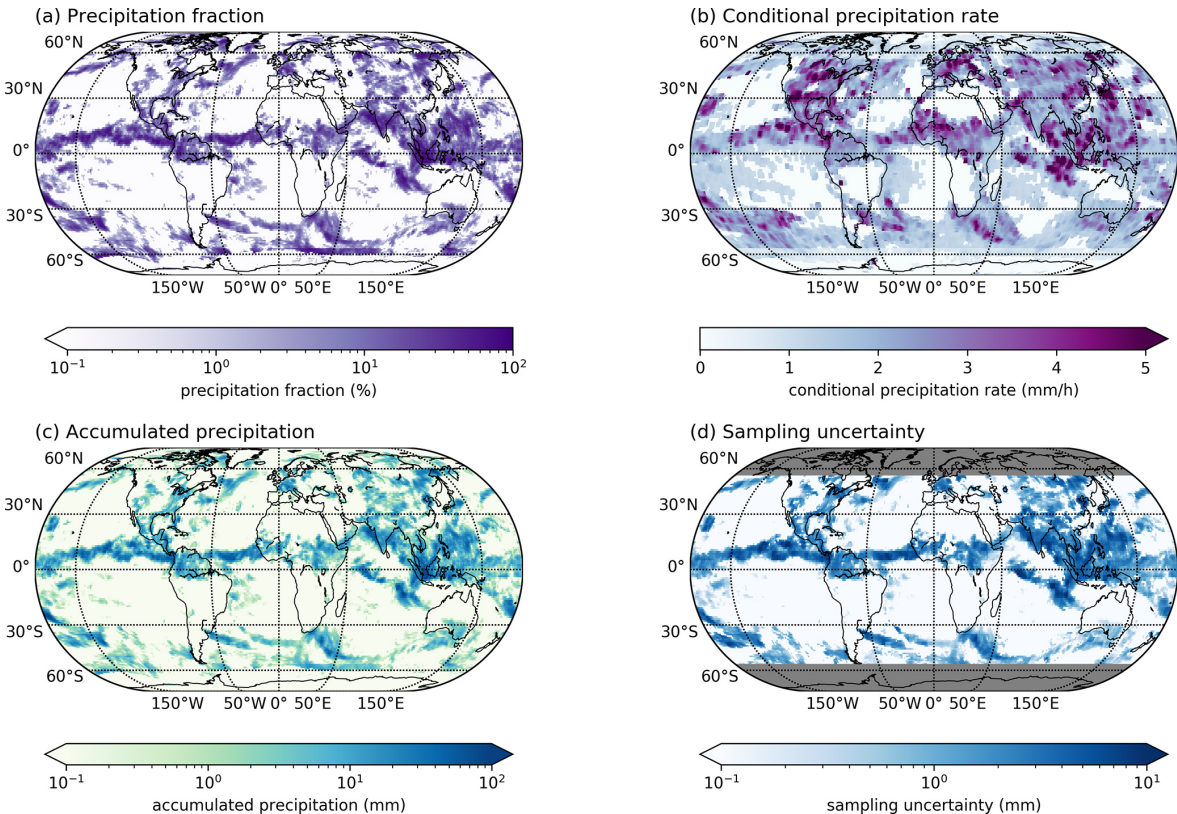 (a) Precipitation fraction
60°N
30°N
0°
30°S
60°S
150°W 50°W 0° 50°E 150°E
10⁻¹ 10⁰ 10¹ 10²
precipitation fraction (%)
(b) Conditional precipitation rate
60°N
30°N
0°
30°S
60°S
150°W 50°W 0° 50°E 150°E
0 1 2 3 4 5
conditional precipitation rate (mm/h)
(c) Accumulated precipitation
60°N
30°N
0°
30°S
60°S
150°W 50°W 0° 50°E 150°E
10⁻¹ 10⁰ 10¹ 10²
accumulated precipitation (mm)
(d) Sampling uncertainty
60°N
30°N
0°
30°S
60°S
150°W 50°W 0° 50°E 150°E
10⁻¹ 10⁰ 10¹
sampling uncertainty (mm)